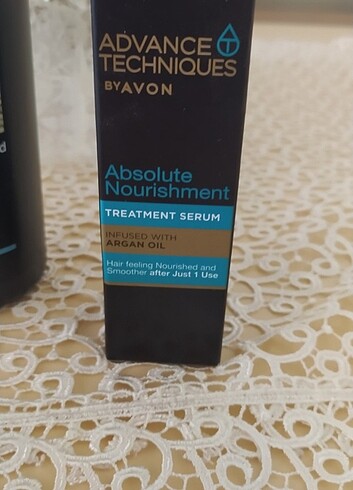 ADVANCE
TECHNIQUES
BY AVON
Absolute
Nourishment
TREATMENT SERUM
INFUSED WITH
ARGAN OIL
Hair feeling Nourished and
Smoother after Just 1 Use